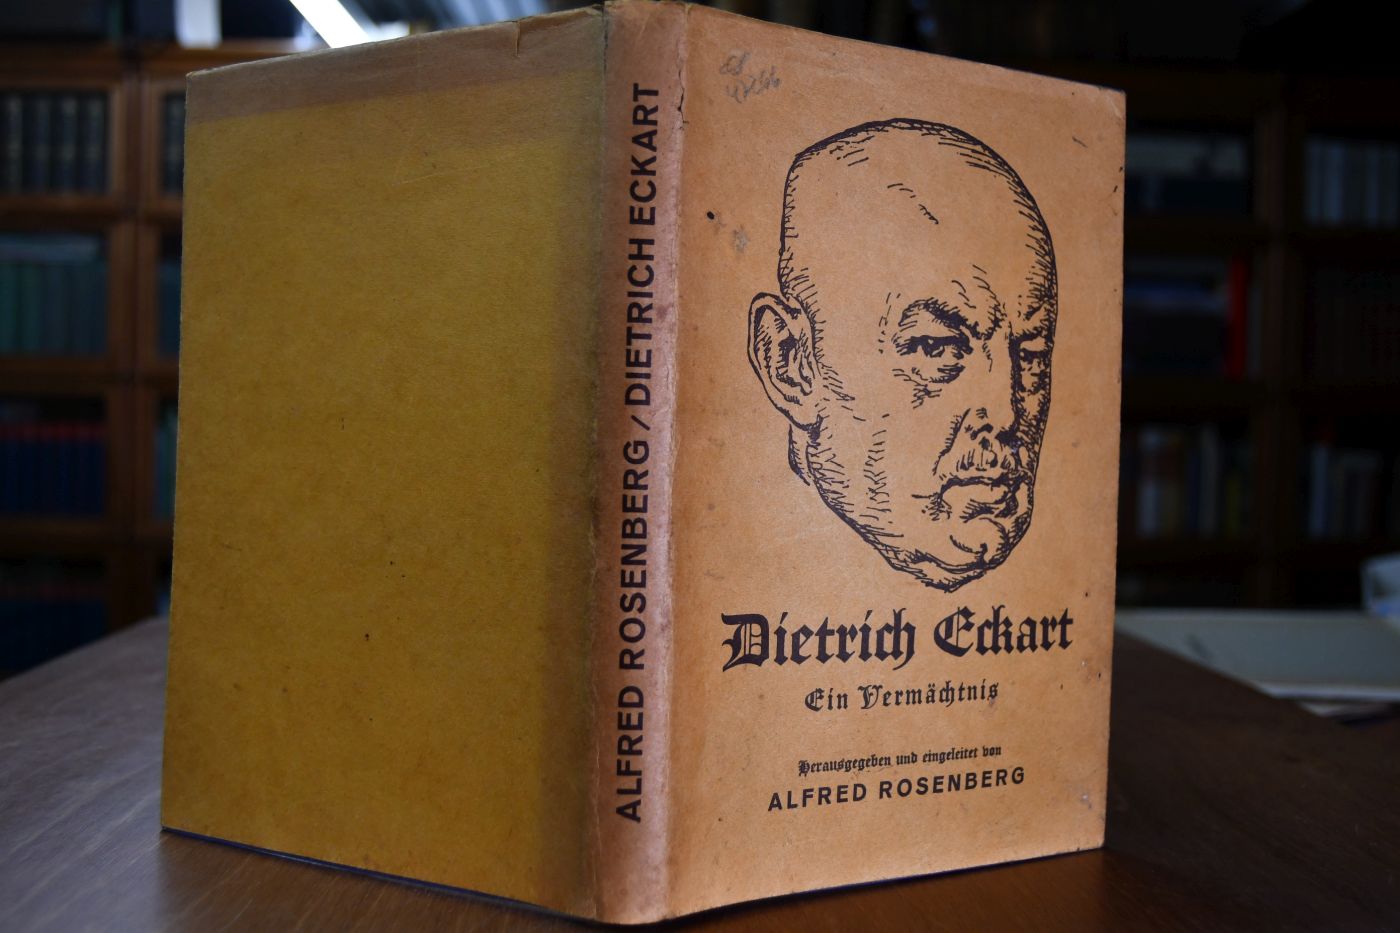 ALFRED ROSENBERG / DIETRICH ECKART
Dietrich Eckart
Ein Vermächtnis
Herausgegeben und eingeleitet von
ALFRED ROSENBERG